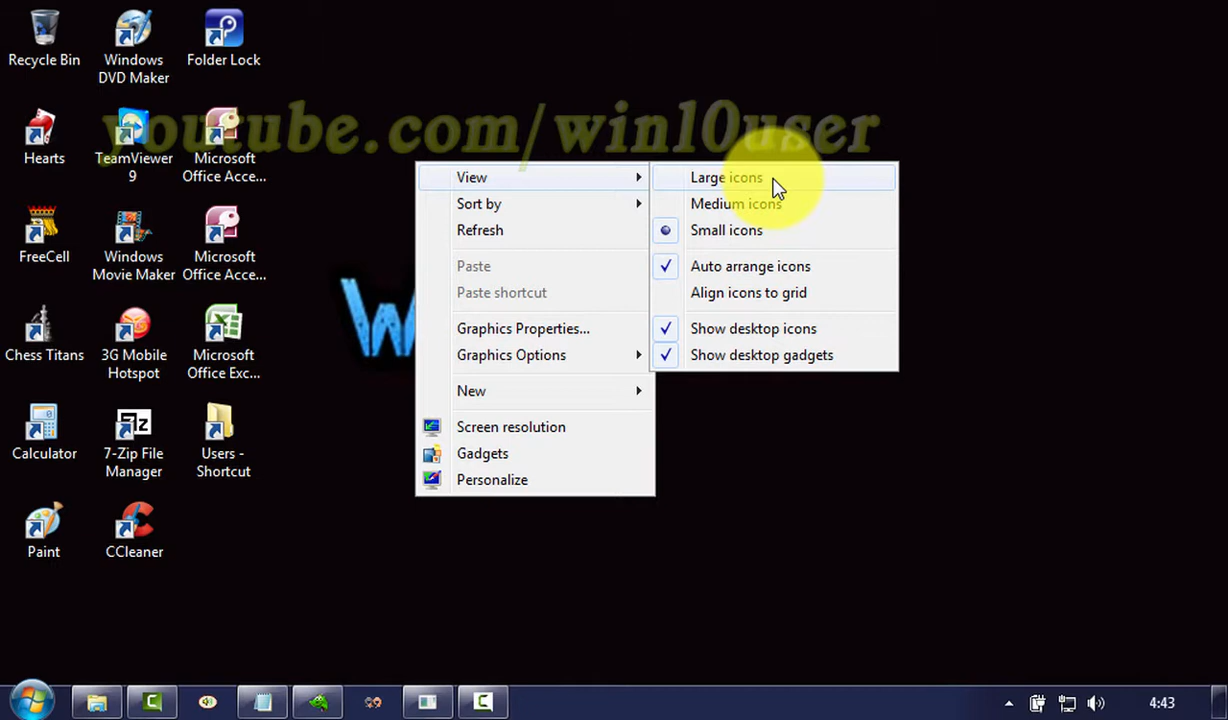 Recycle Bin
Windows
DVD Maker
Folder Lock
youtube.com/win10user
Hearts
TeamViewer
9
Microsoft
Office Acce...
FreeCell
Windows
Movie Maker
Microsoft
Office Acce...
Chess Titans
3G Mobile
Hotspot
Microsoft
Office Exc...
Calculator
7-Zip File
Manager
Users -
Shortcut
Paint
CCleaner
View
Sort by
Refresh
Paste
Paste shortcut
Graphics Properties...
Graphics Options
New
Screen resolution
Gadgets
Personalize
Large icons
Medium icons
Small icons
Auto arrange icons
Align icons to grid
Show desktop icons
Show desktop gadgets
4:43